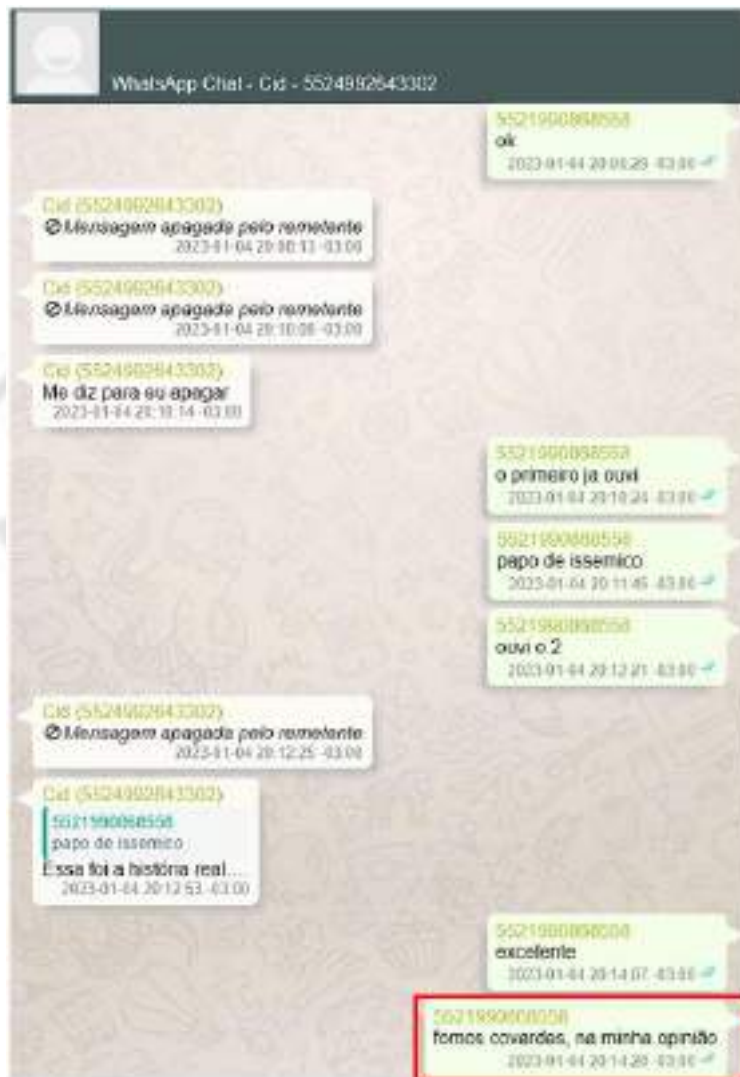 WhatsApp Chat - Cid - 5524992643302
5521990868558
ok
2023-01-04 20:06:29 -03:00
Cid (5524992643302)
Mensagem apagada pelo remetente
2023-01-04 20:08:13 -03:00
Cid (5524992643302)
Mensagem apagada pelo remetente
2023-01-04 20:10:08 -03:00
Cid (5524992643302)
Me diz para eu apagar
2023-01-04 20:10:14 -03:00
5521990868558
o primeiro ja ouvi
2023-01-04 20:10:24 -03:00
5521990868558
papo de issemico
2023-01-04 20:11:45 -03:00
5521990868558
ouvi o 2
2023-01-04 20:12:21 -03:00
Cid (5524992643302)
Mensagem apagada pelo remetente
2023-01-04 20:12:25 -03:00
Cid (5524992643302)
5521990868558
papo de issemico
Essa foi a história real...
2023-01-04 20:12:53 -03:00
5521990868558
excelente
2023-01-04 20:14:07 -03:00
5521990868558
fomos covardes, na minha opinião
2023-01-04 20:14:20 -03:00